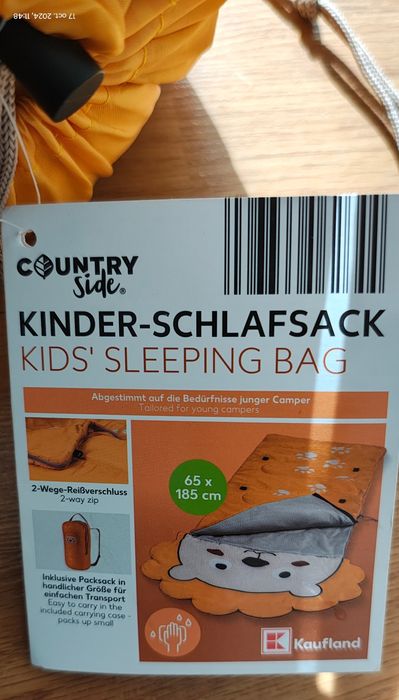 17 oct. 2024, 11:48
COUNTRY
Side®
KINDER-SCHLAFSACK
KIDS' SLEEPING BAG
Abgestimmt auf die Bedürfnisse junger Camper
Tailored for young campers
2-Wege-Reißverschluss
2-way zip
65 x
185 cm
Inklusive Packsack in
handlicher Größe für
einfachen Transport
Easy to carry in the
included carrying case -
packs up small
K Kaufland